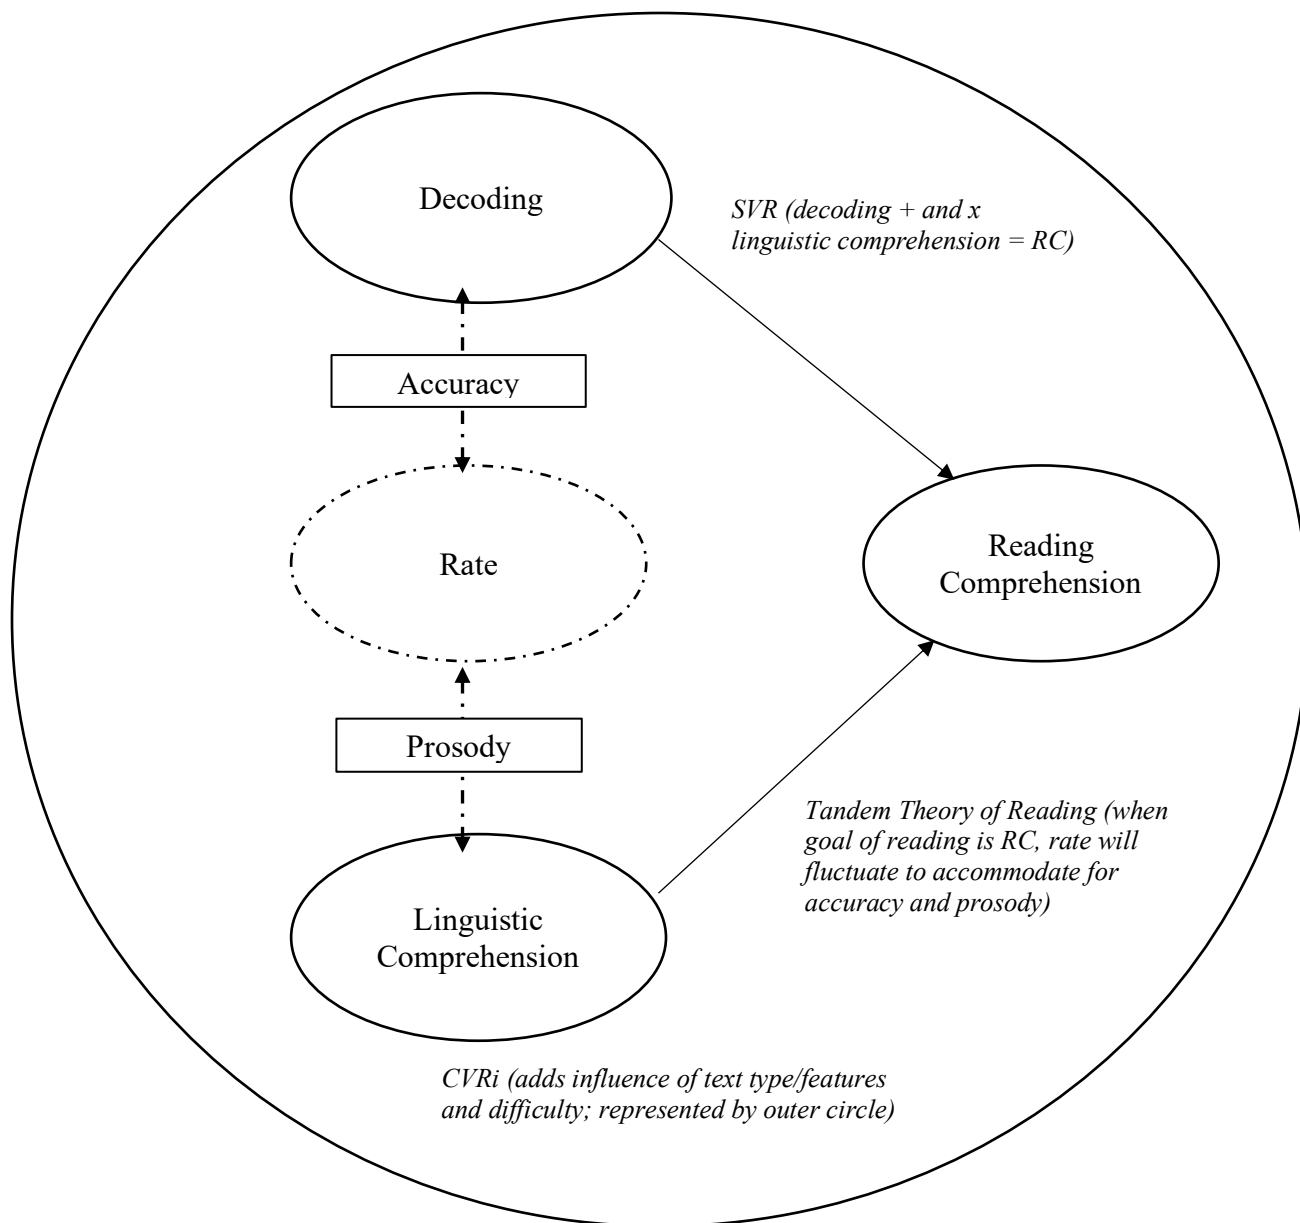 Decoding
SVR (decoding + and x
linguistic comprehension = RC)
Accuracy
Rate
Reading
Comprehension
Prosody
Tandem Theory of Reading (when
goal of reading is RC, rate will
fluctuate to accommodate for
accuracy and prosody)
Linguistic
Comprehension
CVRi (adds influence of text type/features
and difficulty; represented by outer circle)